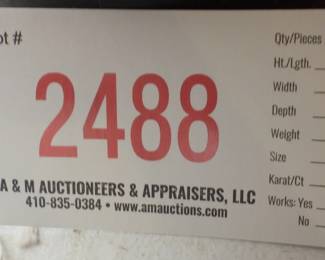 ot #
2488
A & M AUCTIONEERS & APPRAISERS, LLC
410-835-0384 • www.amauctions.com
Qty/Pieces
Ht./Lgth.
Width
Depth
Weight
Size
Karat/Ct
Works: Yes
No